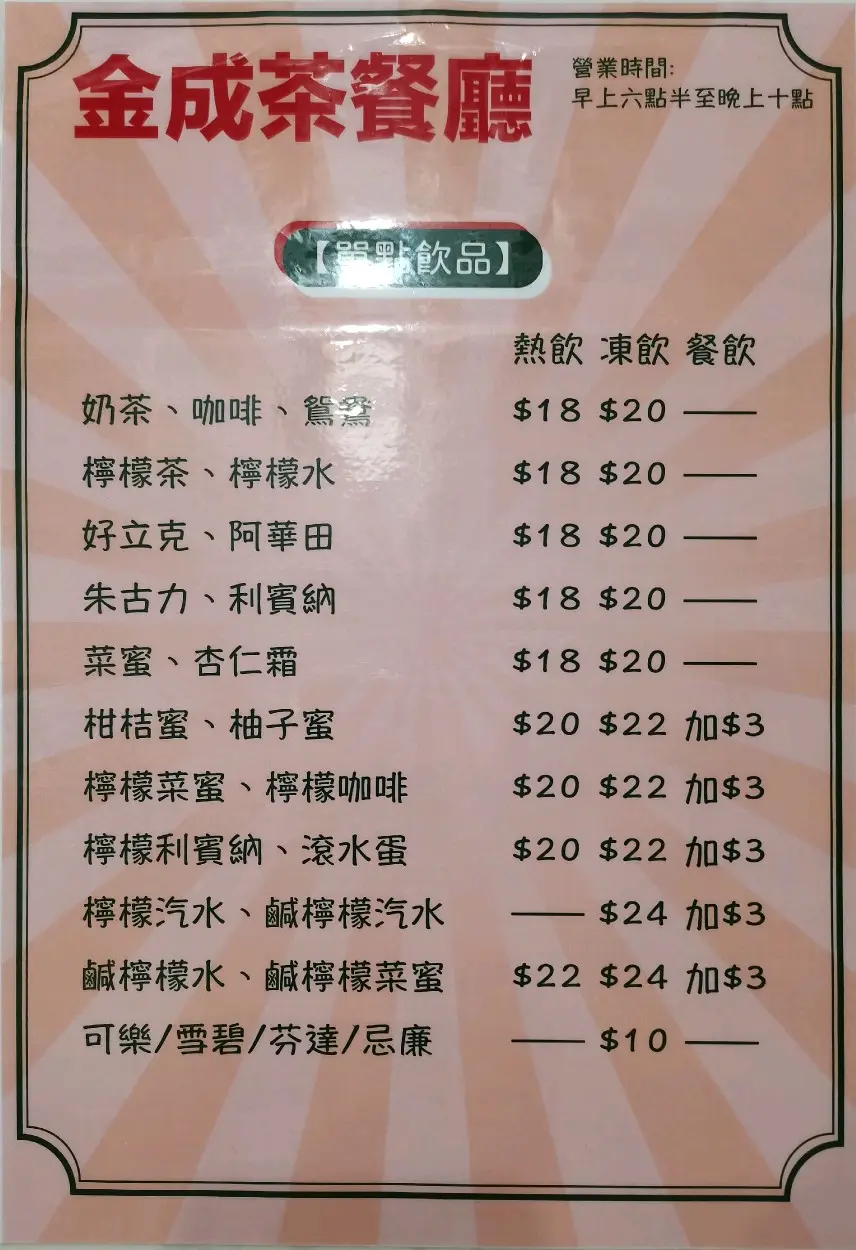 金成茶餐廳
營業時間:
早上六點半至晚上十點
【單點飲品】
熱飲 凍飲 餐飲
奶茶、咖啡、鴛鴦 $18 $20 ——
檸檬茶、檸檬水 $18 $20 ——
好立克、阿華田 $18 $20 ——
朱古力、利賓納 $18 $20 ——
菜蜜、杏仁霜 $18 $20 ——
柑桔蜜、柚子蜜 $20 $22 加$3
檸檬菜蜜、檸檬咖啡 $20 $22 加$3
檸檬利賓納、滾水蛋 $20 $22 加$3
檸檬汽水、鹹檸檬汽水 —— $24 加$3
鹹檸檬水、鹹檸檬菜蜜 $22 $24 加$3
可樂/雪碧/芬達/忌廉 —— $10 ——